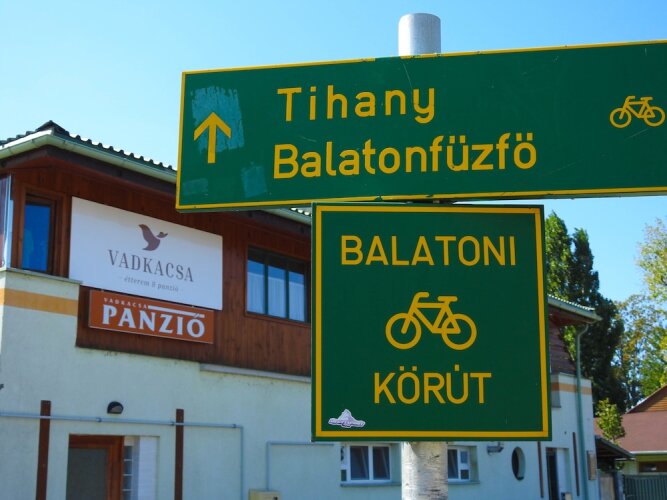 Tihany
Balatonfüzfö
BALATONI
KÖRÚT
VADKACSA
étterem & panzió
VADKACSA
PANZIÓ